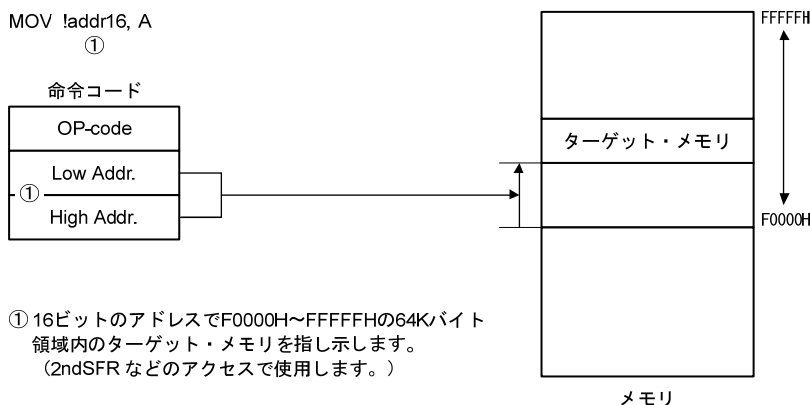 MOV !addr16, A
①
命令コード
OP-code
Low Addr.
①
High Addr.
FFFFFH
ターゲット・メモリ
F0000H
メモリ
① 16ビットのアドレスでF0000H～FFFFFHの64Kバイト
領域内のターゲット・メモリを指し示します。
（2ndSFR などのアクセスで使用します。）